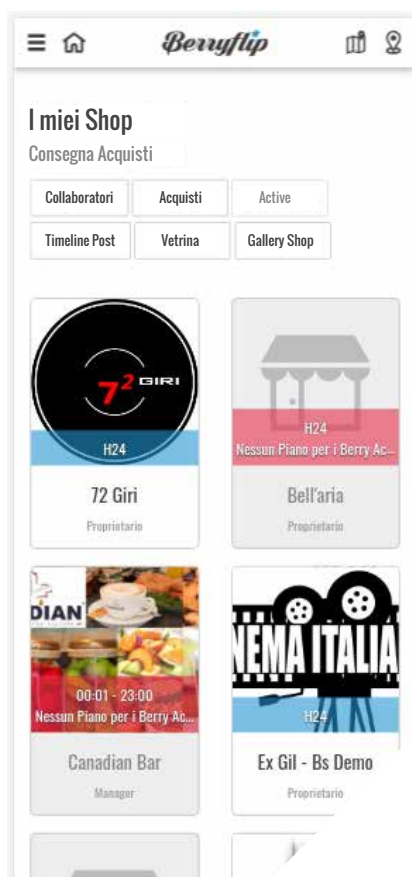 Berryflip
I miei Shop
Consegna Acquisti
Collaboratori Acquisti Active
Timeline Post Vetrina Gallery Shop
7² GIRI
H24
72 Giri
Proprietario
H24
Nessun Piano per i Berry Ac...
Bell'aria
Proprietario
DIAN
00:01 - 23:00
Nessun Piano per i Berry Ac...
Canadian Bar
Manager
NEMA ITALIA
H24
Ex Gil - Bs Demo
Proprietario